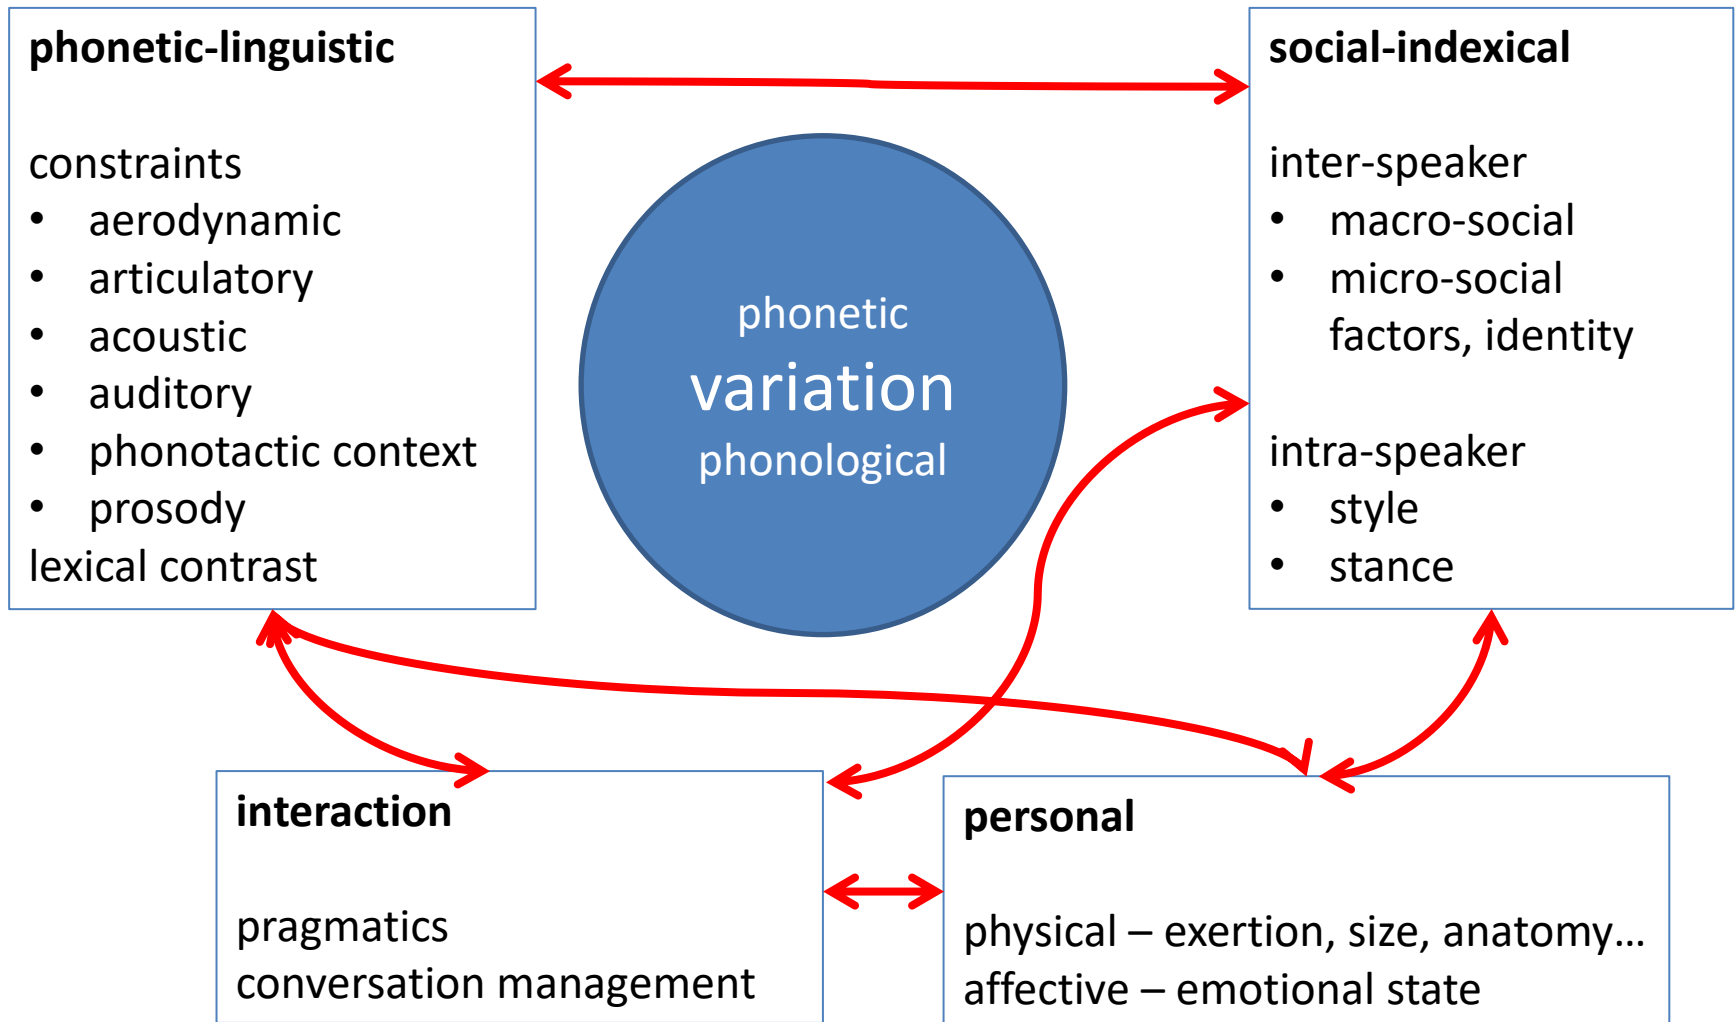 phonetic-linguistic
constraints
• aerodynamic
• articulatory
• acoustic
• auditory
• phonotactic context
• prosody
lexical contrast
phonetic
variation
phonological
social-indexical
inter-speaker
• macro-social
• micro-social
factors, identity
intra-speaker
• style
• stance
interaction
pragmatics
conversation management
personal
physical – exertion, size, anatomy...
affective – emotional state